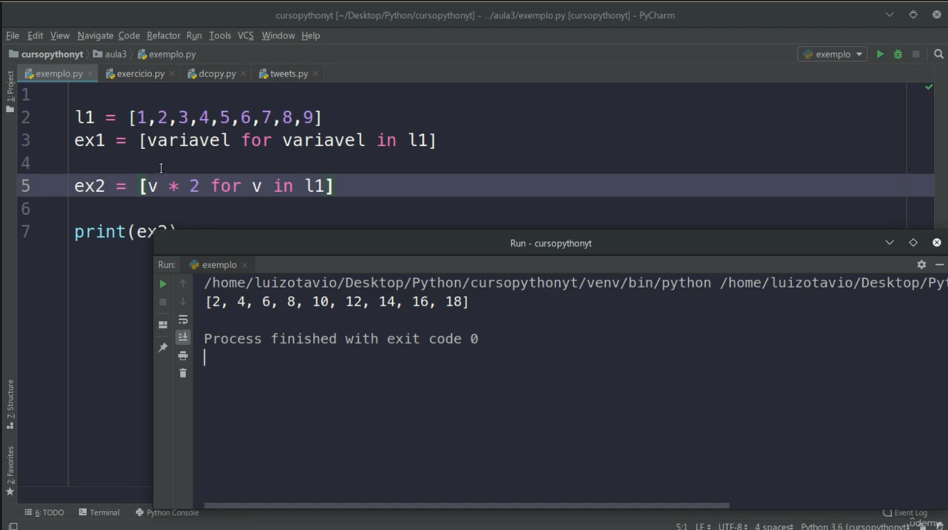 cursopythonyt [~/Desktop/Python/cursopythonyt] - .../aula3/exemplo.py [cursopythonyt] - PyCharm
File Edit View Navigate Code Refactor Run Tools VCS Window Help
cursopythonyt aula3 exemplo.py exemplo
exemplo.py exercicio.py dcopy.py tweets.py
1: Project
1
2 l1 = [1,2,3,4,5,6,7,8,9]
3 ex1 = [variavel for variavel in l1]
4
5 ex2 = [v * 2 for v in l1]
6
7 print(ex2)
Run - cursopythonyt
Run: exemplo
/home/luizotavio/Desktop/Python/cursopythonyt/venv/bin/python /home/luizotavio/Desktop/Py
[2, 4, 6, 8, 10, 12, 14, 16, 18]
Process finished with exit code 0
7: Structure
2: Favorites
6: TODO Terminal Python Console Event Log
5:1 LF UTF-8 4 spaces Python 3.6 (cursopythonyt)
Udemy